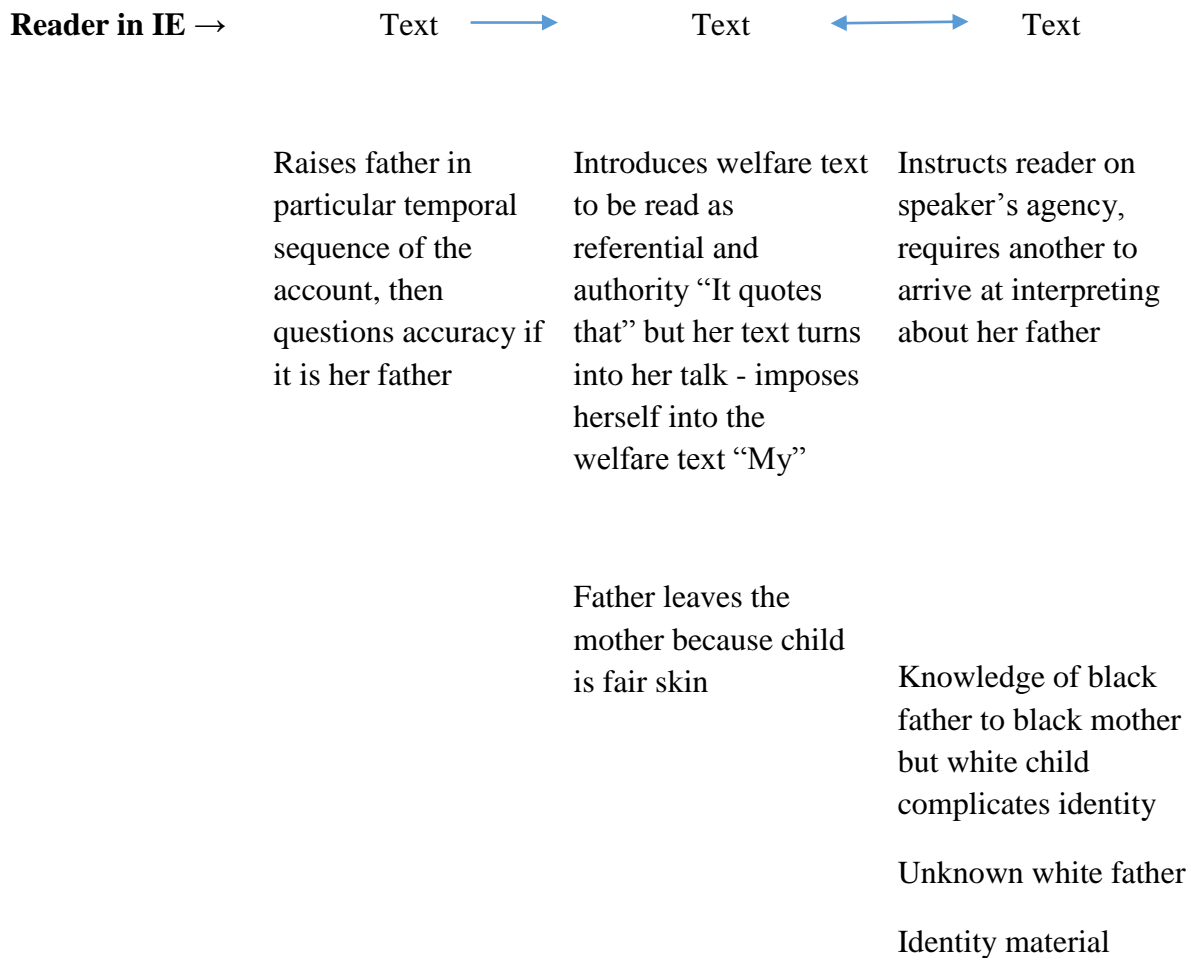 Reader in IE → Text Text Text
Raises father in
particular temporal
sequence of the
account, then
questions accuracy if
it is her father
Introduces welfare text
to be read as
referential and
authority “It quotes
that” but her text turns
into her talk - imposes
herself into the
welfare text “My”
Father leaves the
mother because child
is fair skin
Instructs reader on
speaker’s agency,
requires another to
arrive at interpreting
about her father
Knowledge of black
father to black mother
but white child
complicates identity
Unknown white father
Identity material